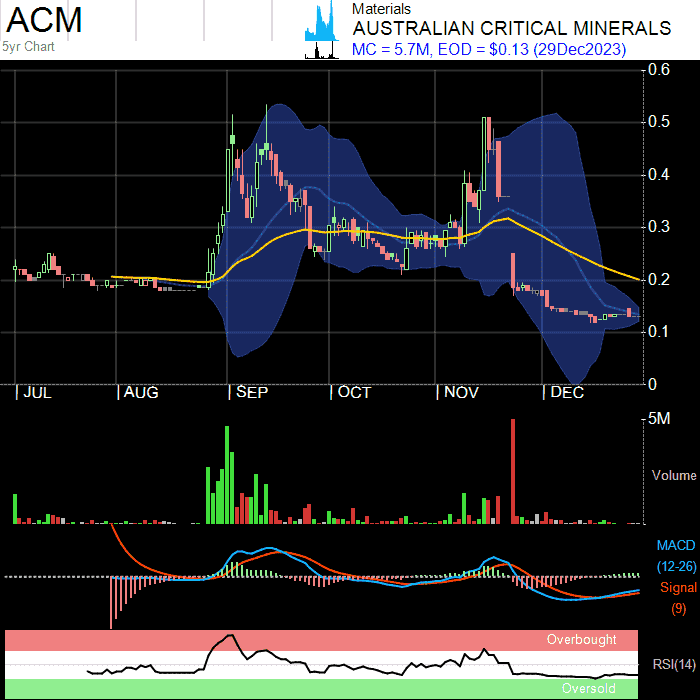 ACM
5yr Chart
Materials
AUSTRALIAN CRITICAL MINERALS
MC = 5.7M, EOD = $0.13 (29Dec2023)
0.6
0.5
0.4
0.3
0.2
0.1
0
JUL AUG SEP OCT NOV DEC
5M
Volume
MACD
(12-26)
Signal
(9)
Overbought
RSI(14)
Oversold